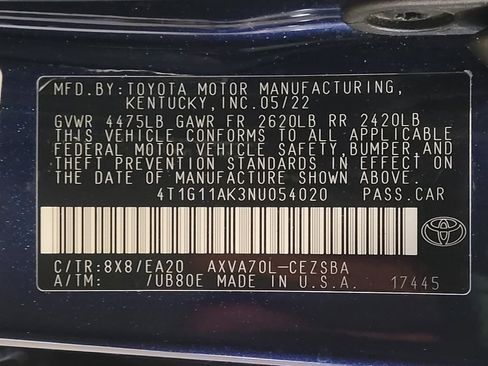 MFD.BY:TOYOTA MOTOR MANUFACTURING,
KENTUCKY,INC.05/22
GVWR 4475LB GAWR FR 2620LB RR 2420LB
THIS VEHICLE CONFORMS TO ALL APPLICABLE
FEDERAL MOTOR VEHICLE SAFETY,BUMPER,AND
THEFT PREVENTION STANDARDS IN EFFECT ON
THE DATE OF MANUFACTURE SHOWN ABOVE.
4T1G11AK3NU054020 PASS.CAR
C/TR:8X8/EA20 AXVA70L-CEZSBA
A/TM: /UB80E MADE IN U.S.A. 17445